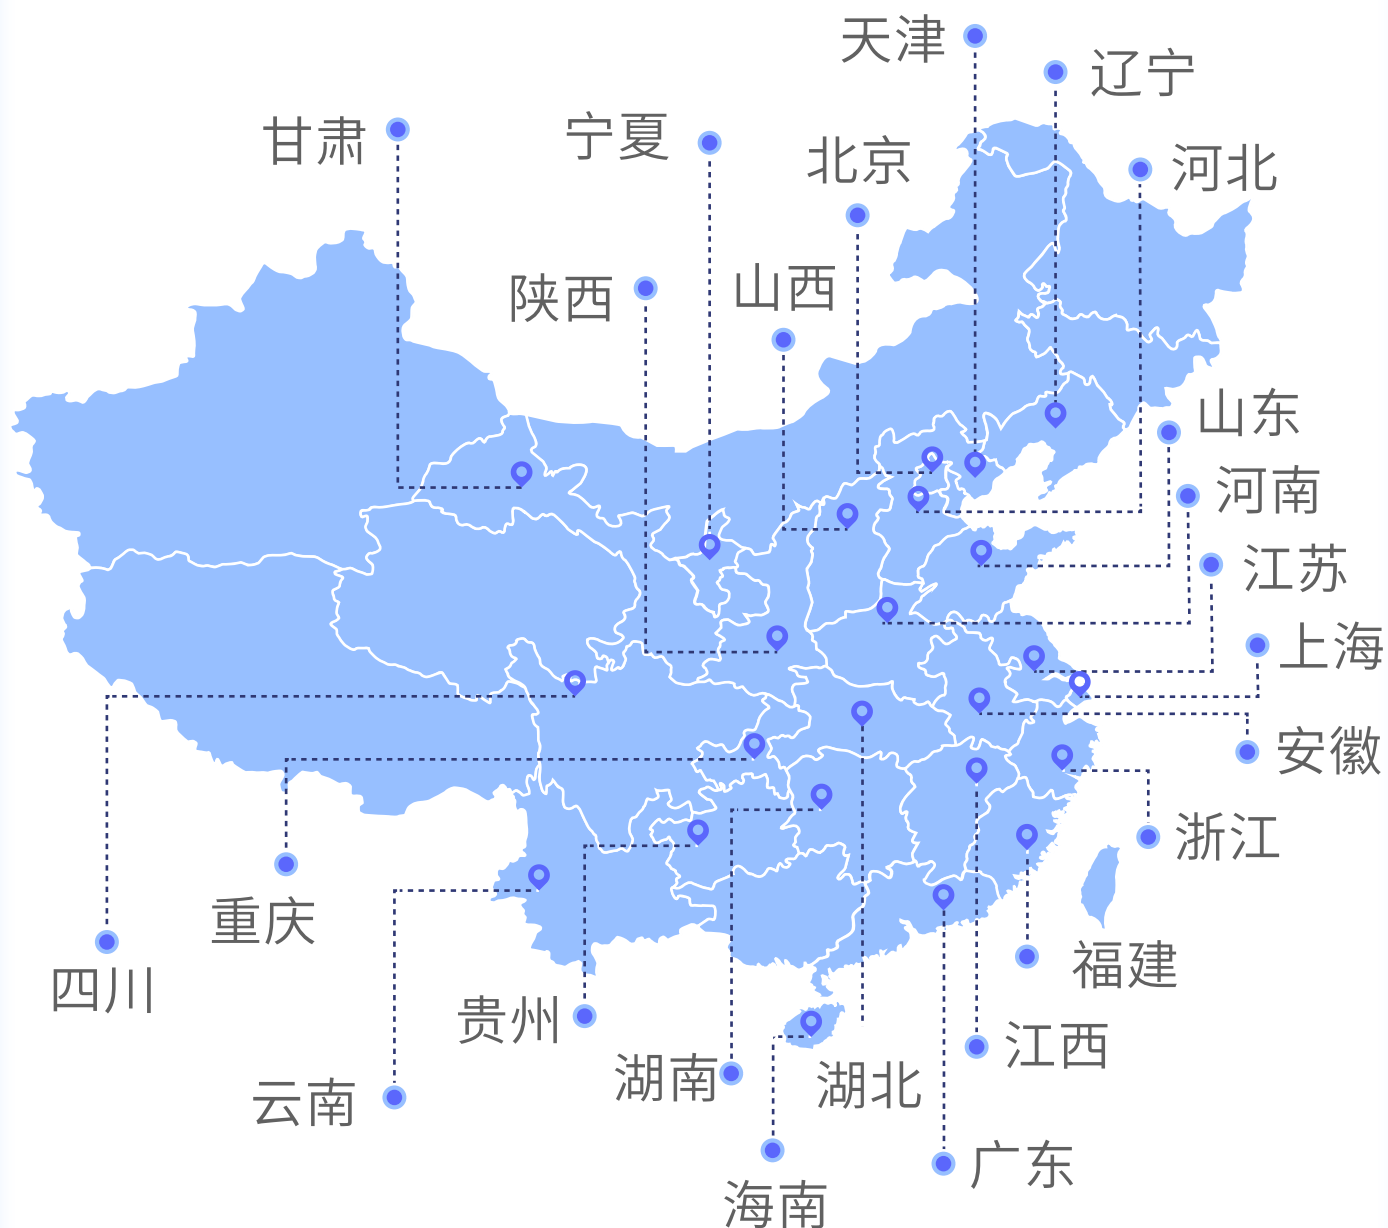 天津
辽宁
甘肃
宁夏
北京
河北
陕西
山西
山东
河南
江苏
上海
安徽
浙江
重庆
福建
四川
贵州
江西
湖南
湖北
云南
广东
海南